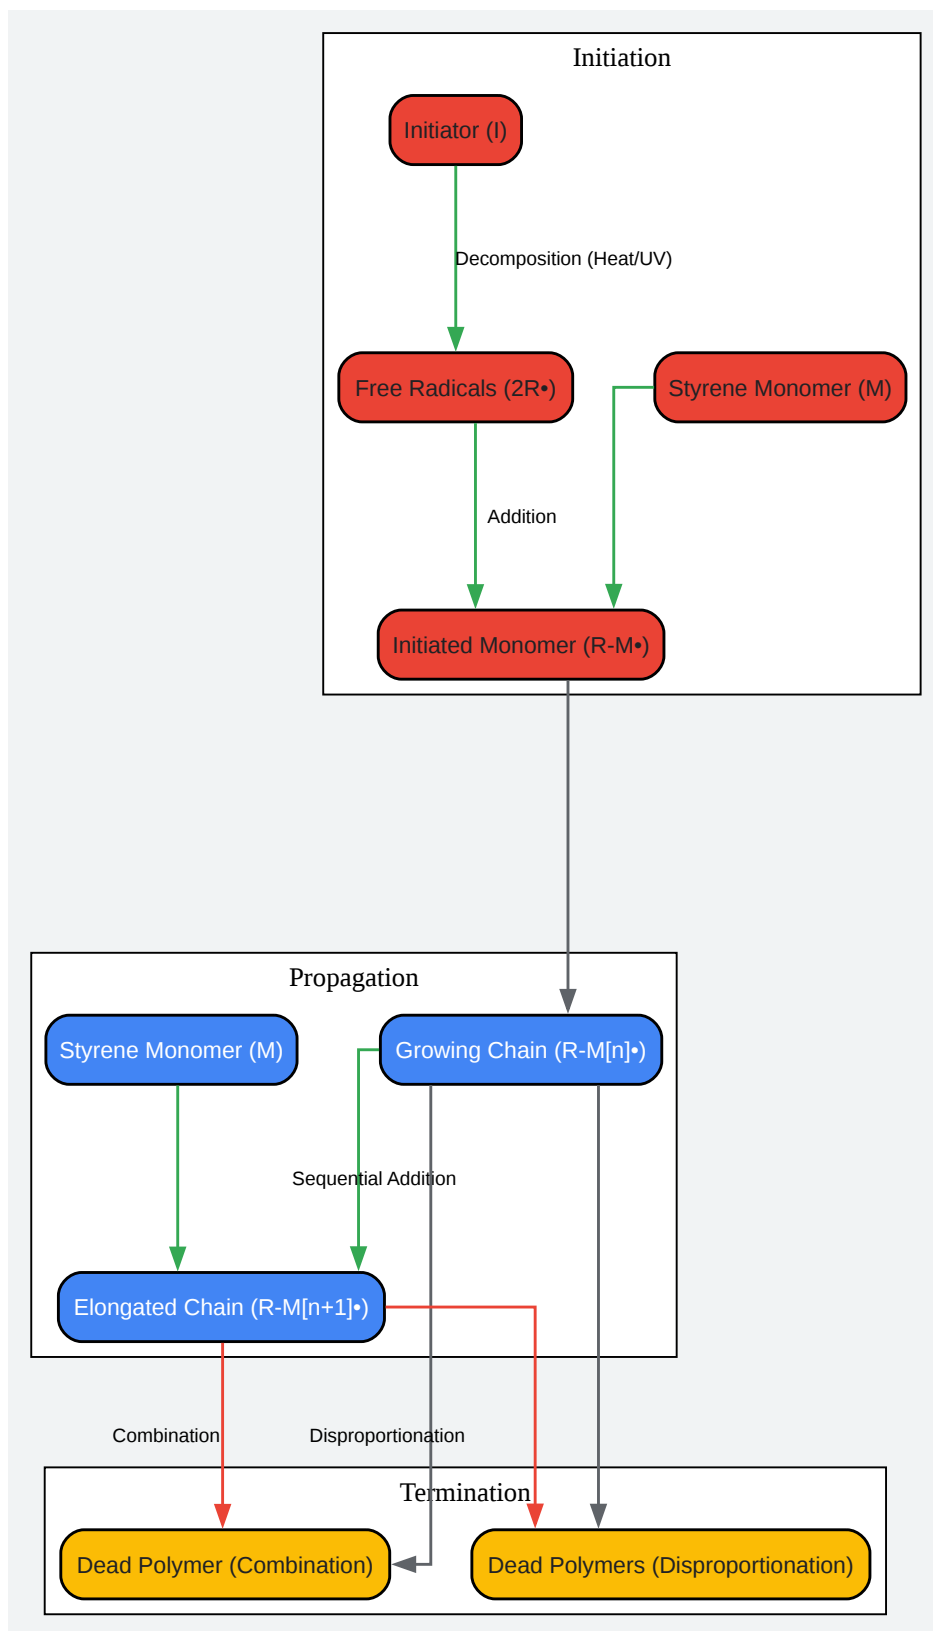 Initiation
Initiator (I)
Decomposition (Heat/UV)
Free Radicals (2R•)
Styrene Monomer (M)
Addition
Initiated Monomer (R-M•)
Propagation
Styrene Monomer (M)
Growing Chain (R-M[n]•)
Sequential Addition
Elongated Chain (R-M[n+1]•)
Combination
Disproportionation
Termination
Dead Polymer (Combination)
Dead Polymers (Disproportionation)